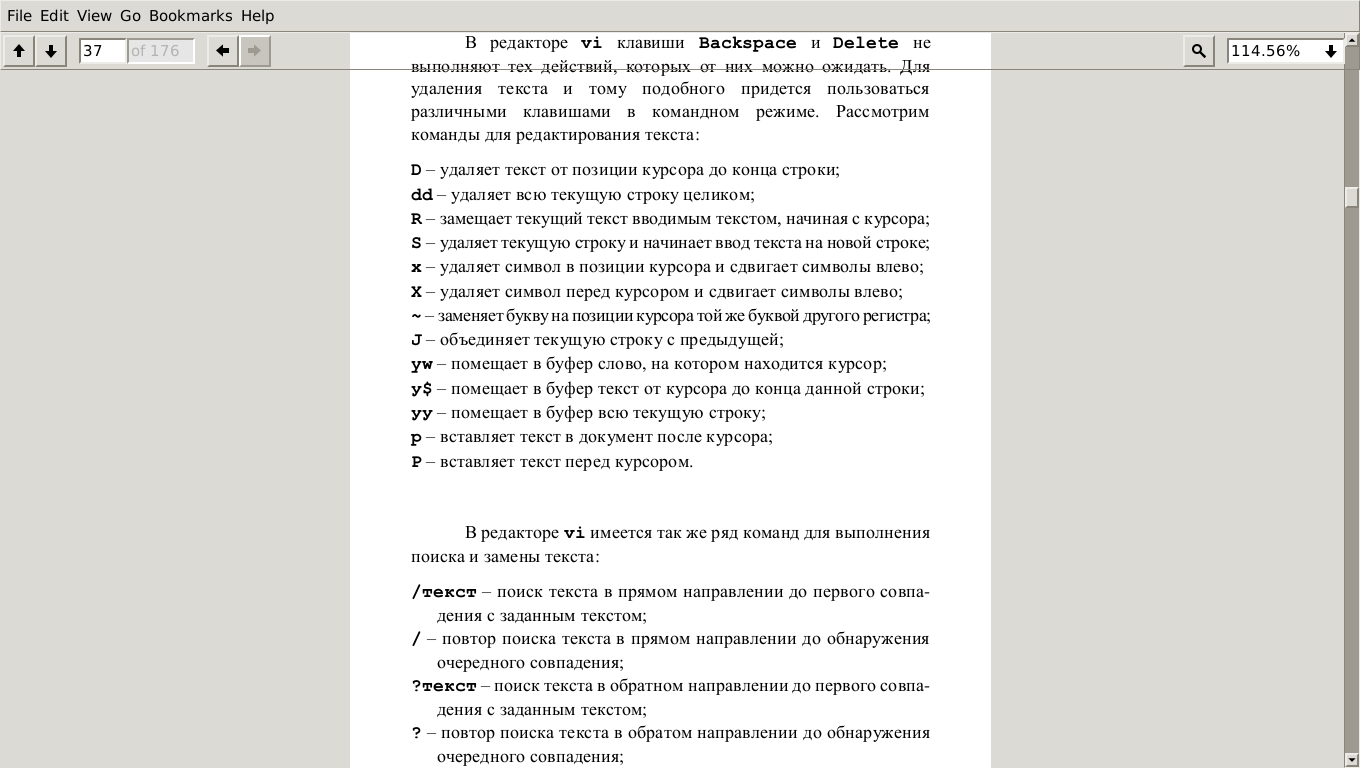 File Edit View Go Bookmarks Help
37 of 176 114.56%
В редакторе vi клавиши Backspace и Delete не
выполняют тех действий, которых от них можно ожидать. Для
удаления текста и тому подобного придется пользоваться
различными клавишами в командном режиме. Рассмотрим
команды для редактирования текста:
D – удаляет текст от позиции курсора до конца строки;
dd – удаляет всю текущую строку целиком;
R – замещает текущий текст вводимым текстом, начиная с курсора;
S – удаляет текущую строку и начинает ввод текста на новой строке;
x – удаляет символ в позиции курсора и сдвигает символы влево;
X – удаляет символ перед курсором и сдвигает символы влево;
~ – заменяет букву на позиции курсора той же буквой другого регистра;
J – объединяет текущую строку с предыдущей;
yw – помещает в буфер слово, на котором находится курсор;
y$ – помещает в буфер текст от курсора до конца данной строки;
yy – помещает в буфер всю текущую строку;
p – вставляет текст в документ после курсора;
P – вставляет текст перед курсором.
В редакторе vi имеется так же ряд команд для выполнения
поиска и замены текста:
/текст – поиск текста в прямом направлении до первого совпа-
дения с заданным текстом;
/ – повтор поиска текста в прямом направлении до обнаружения
очередного совпадения;
?текст – поиск текста в обратном направлении до первого совпа-
дения с заданным текстом;
? – повтор поиска текста в обратом направлении до обнаружения
очередного совпадения;